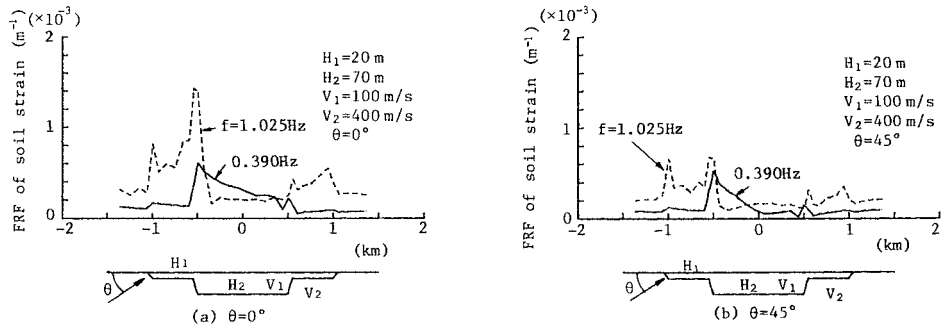 (×10⁻³)
FRF of soil strain (m⁻¹)
2
1
0
−2
−1
0
1
2
(km)
H₁=20 m
H₂=70 m
V₁=100 m/s
V₂=400 m/s
θ=0°
f=1.025Hz
0.390Hz
H₁
θ
H₂
V₁
V₂
(a) θ=0°
(×10⁻³)
FRF of soil strain (m⁻¹)
2
1
0
−2
−1
0
1
2
(km)
H₁=20 m
H₂=70 m
V₁=100 m/s
V₂=400 m/s
θ=45°
f=1.025Hz
0.390Hz
H₁
θ
H₂
V₁
V₂
(b) θ=45°